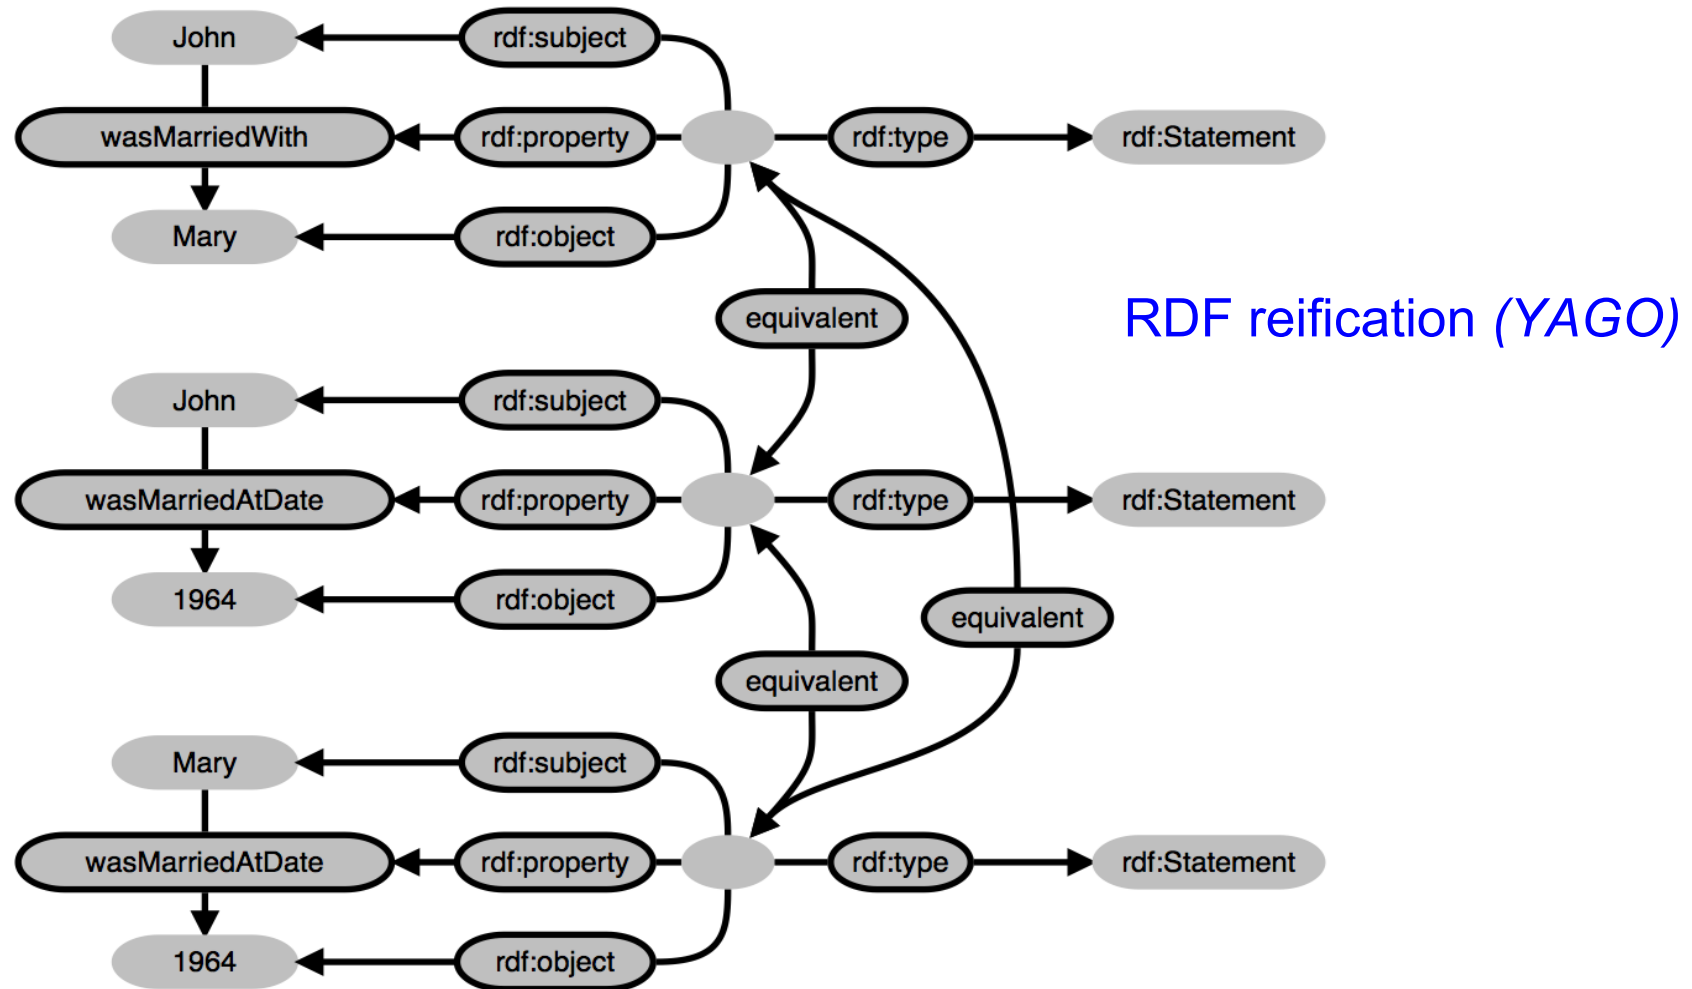 John rdf:subject
wasMarriedWith rdf:property rdf:type rdf:Statement
Mary rdf:object
equivalent RDF reification (YAGO)
John rdf:subject
wasMarriedAtDate rdf:property rdf:type rdf:Statement
1964 rdf:object
equivalent
equivalent
Mary rdf:subject
wasMarriedAtDate rdf:property rdf:type rdf:Statement
1964 rdf:object